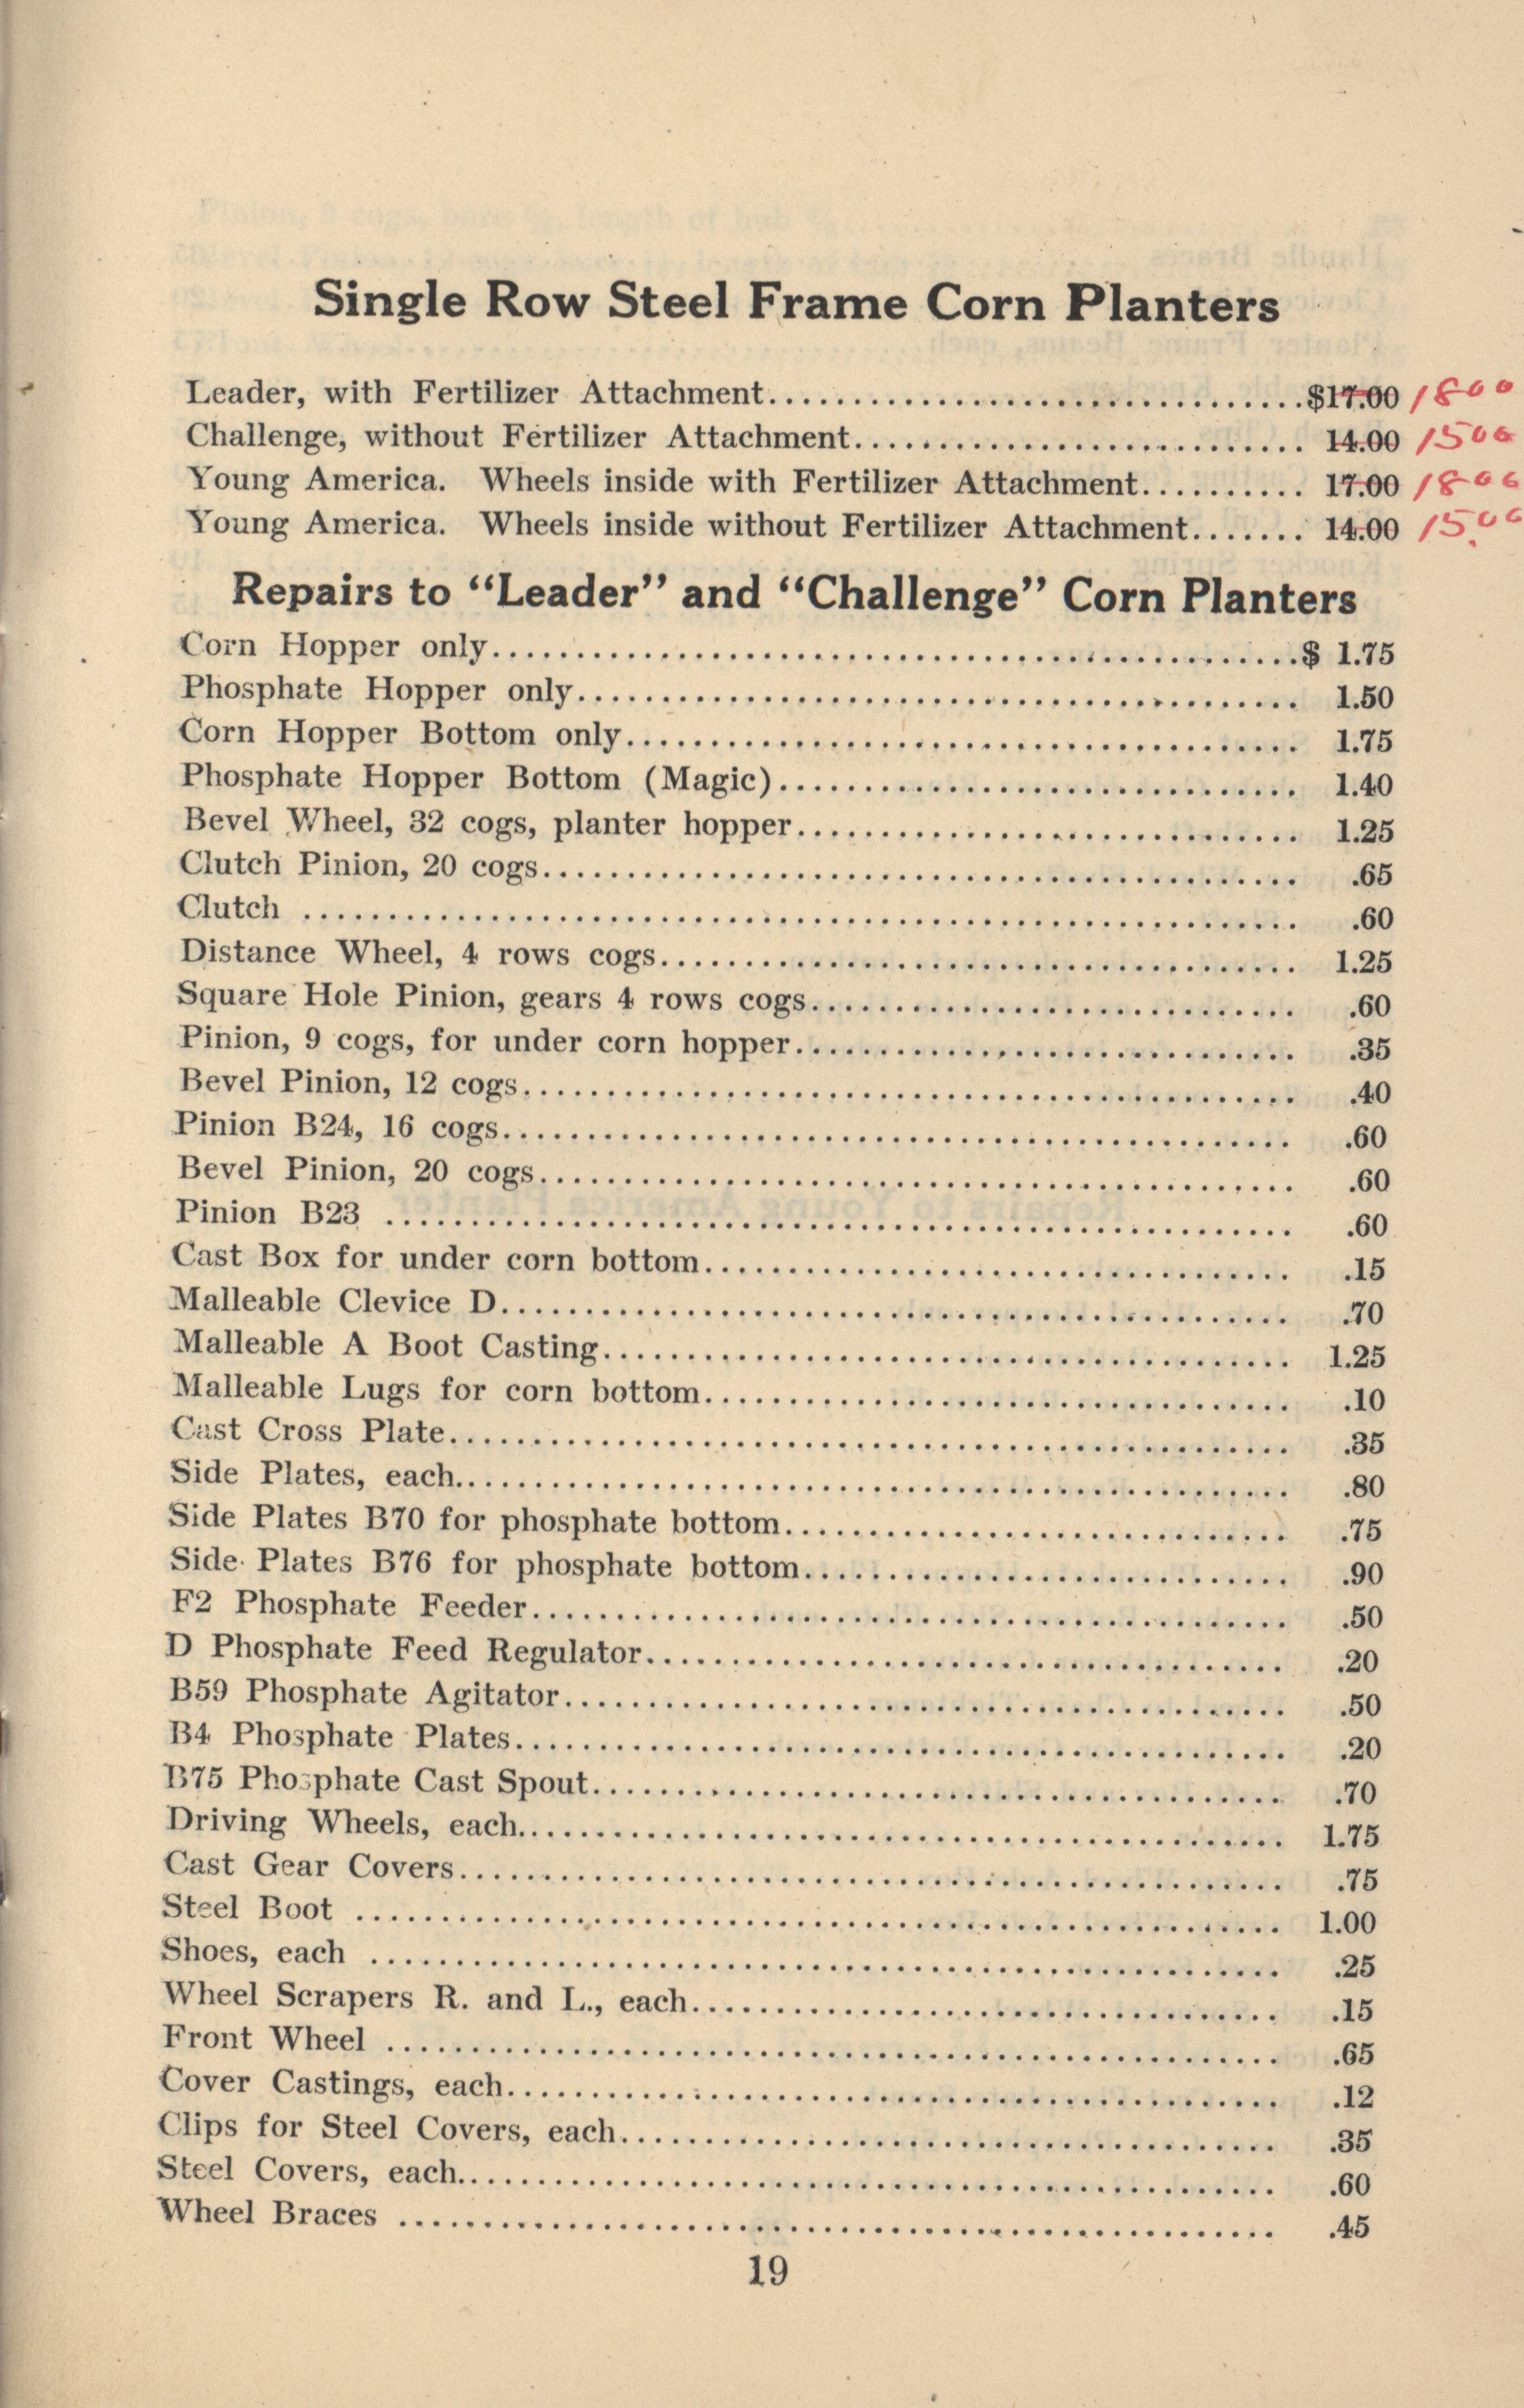 Single Row Steel Frame Corn Planters
Leader, with Fertilizer Attachment.......................................$17.00 1800
Challenge, without Fertilizer Attachment................................ 14.00 1500
Young America. Wheels inside with Fertilizer Attachment.......... 17.00 1800
Young America. Wheels inside without Fertilizer Attachment....... 14.00 15.00
Repairs to “Leader” and “Challenge” Corn Planters
Corn Hopper only..........................................................$ 1.75
Phosphate Hopper only................................................... 1.50
Corn Hopper Bottom only................................................ 1.75
Phosphate Hopper Bottom (Magic)..................................... 1.40
Bevel Wheel, 32 cogs, planter hopper.................................... 1.25
Clutch Pinion, 20 cogs..................................................... .65
Clutch ...................................................................... .60
Distance Wheel, 4 rows cogs.............................................. 1.25
Square Hole Pinion, gears 4 rows cogs................................... .60
Pinion, 9 cogs, for under corn hopper.................................... .35
Bevel Pinion, 12 cogs....................................................... .40
Pinion B24, 16 cogs........................................................ .60
Bevel Pinion, 20 cogs...................................................... .60
Pinion B23 ................................................................ .60
Cast Box for under corn bottom.......................................... .15
Malleable Clevice D........................................................ .70
Malleable A Boot Casting................................................. 1.25
Malleable Lugs for corn bottom.......................................... .10
Cast Cross Plate............................................................ .35
Side Plates, each........................................................... .80
Side Plates B70 for phosphate bottom.................................... .75
Side Plates B76 for phosphate bottom................................... .90
F2 Phosphate Feeder...................................................... .50
D Phosphate Feed Regulator.............................................. .20
B59 Phosphate Agitator.................................................... .50
B4 Phosphate Plates....................................................... .20
B75 Phosphate Cast Spout................................................. .70
Driving Wheels, each...................................................... 1.75
Cast Gear Covers........................................................... .75
Steel Boot .................................................................. 1.00
Shoes, each ................................................................ .25
Wheel Scrapers R. and L., each.......................................... .15
Front Wheel ............................................................... .65
Cover Castings, each....................................................... .12
Clips for Steel Covers, each............................................... .35
Steel Covers, each.......................................................... .60
Wheel Braces .............................................................. .45
19